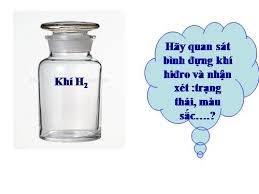 Khí H₂
Hãy quan sát
bình đựng khí
hiđro và nhận
xét :trạng
thái, màu
sắc….?